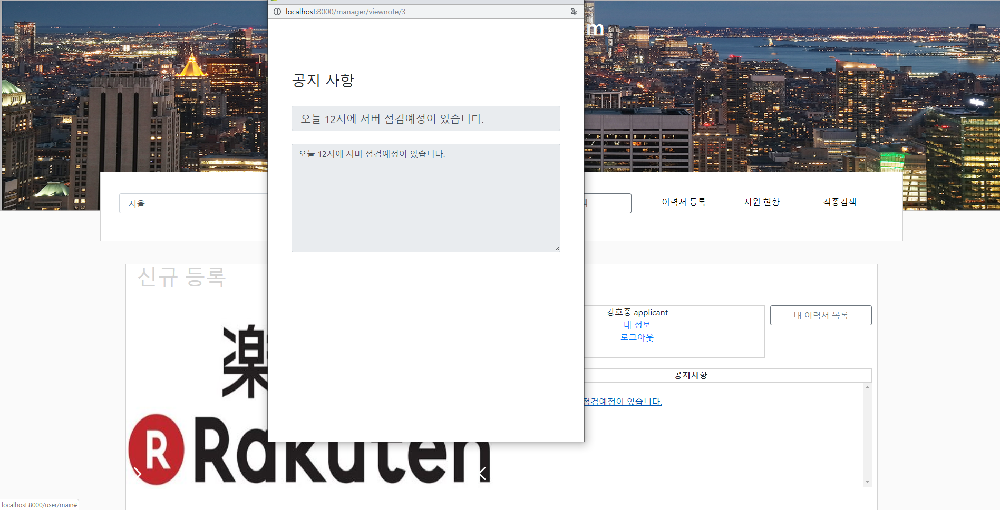 localhost:8000/manager/viewnote/3
m
공지 사항
오늘 12시에 서버 점검예정이 있습니다.
오늘 12시에 서버 점검예정이 있습니다.
서울
이력서 등록
지원 현황
직종검색
신규 등록
강호중 applicant
내 정보
로그아웃
내 이력서 목록
공지사항
점검예정이 있습니다.
楽
R Rakuten
localhost:8000/user/main#